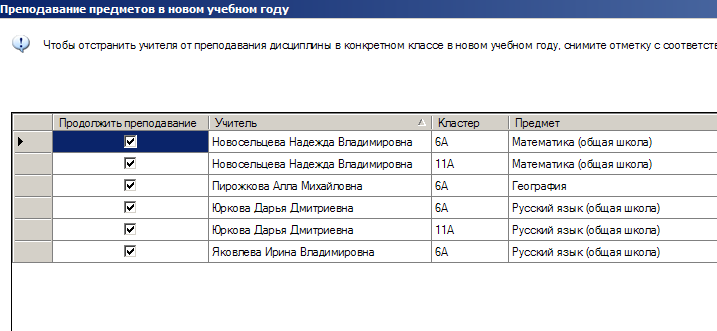 Преподавание предметов в новом учебном году
Чтобы отстранить учителя от преподавания дисциплины в конкретном классе в новом учебном году, снимите отметку с соответств
Продолжить преподавание Учитель Кластер Предмет
Новосельцева Надежда Владимировна 6А Математика (общая школа)
Новосельцева Надежда Владимировна 11А Математика (общая школа)
Пирожкова Алла Михайловна 6А География
Юркова Дарья Дмитриевна 6А Русский язык (общая школа)
Юркова Дарья Дмитриевна 11А Русский язык (общая школа)
Яковлева Ирина Владимировна 6А Русский язык (общая школа)